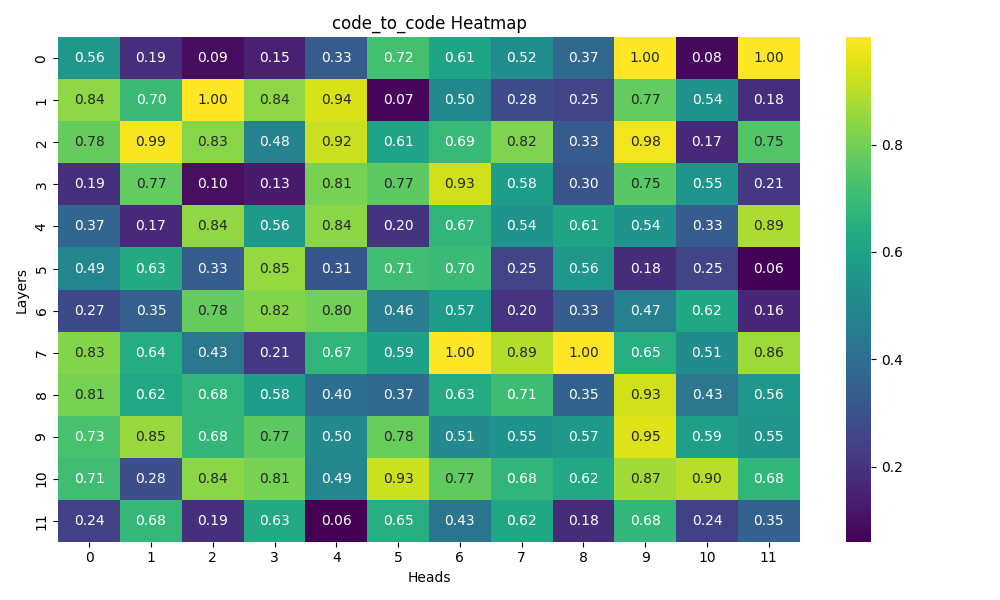 code_to_code Heatmap
0 0.56 0.19 0.09 0.15 0.33 0.72 0.61 0.52 0.37 1.00 0.08 1.00
1 0.84 0.70 1.00 0.84 0.94 0.07 0.50 0.28 0.25 0.77 0.54 0.18
2 0.78 0.99 0.83 0.48 0.92 0.61 0.69 0.82 0.33 0.98 0.17 0.75
3 0.19 0.77 0.10 0.13 0.81 0.77 0.93 0.58 0.30 0.75 0.55 0.21
4 0.37 0.17 0.84 0.56 0.84 0.20 0.67 0.54 0.61 0.54 0.33 0.89
5 0.49 0.63 0.33 0.85 0.31 0.71 0.70 0.25 0.56 0.18 0.25 0.06
6 0.27 0.35 0.78 0.82 0.80 0.46 0.57 0.20 0.33 0.47 0.62 0.16
7 0.83 0.64 0.43 0.21 0.67 0.59 1.00 0.89 1.00 0.65 0.51 0.86
8 0.81 0.62 0.68 0.58 0.40 0.37 0.63 0.71 0.35 0.93 0.43 0.56
9 0.73 0.85 0.68 0.77 0.50 0.78 0.51 0.55 0.57 0.95 0.59 0.55
10 0.71 0.28 0.84 0.81 0.49 0.93 0.77 0.68 0.62 0.87 0.90 0.68
11 0.24 0.68 0.19 0.63 0.06 0.65 0.43 0.62 0.18 0.68 0.24 0.35
0 1 2 3 4 5 6 7 8 9 10 11
Heads
Layers
0.8
0.6
0.4
0.2